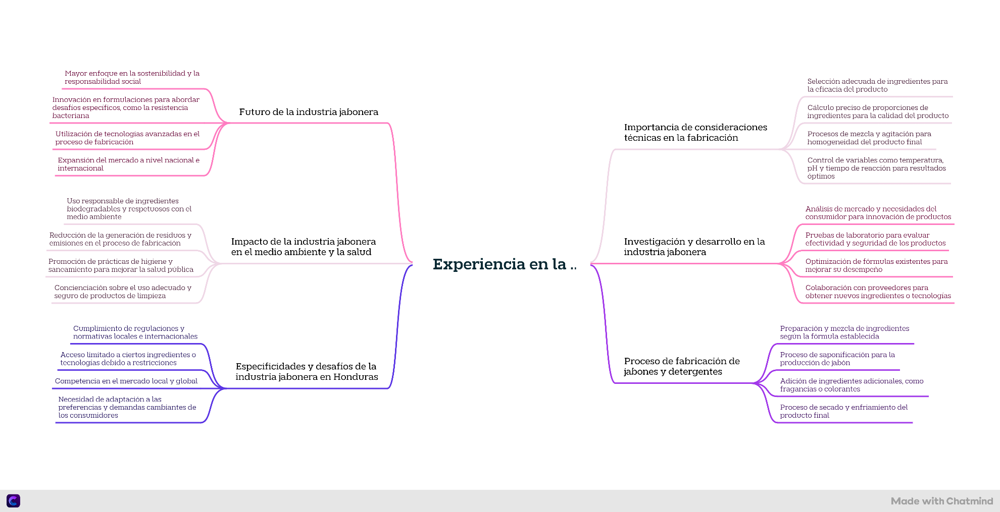 Mayor enfoque en la sostenibilidad y la
responsabilidad social
Innovación en formulaciones para abordar
desafíos específicos, como la resistencia
bacteriana
Utilización de tecnologías avanzadas en el
proceso de fabricación
Expansión del mercado a nivel nacional e
internacional
Futuro de la industria jabonera
Uso responsable de ingredientes
biodegradables y respetuosos con el
medio ambiente
Reducción de la generación de residuos y
emisiones en el proceso de fabricación
Promoción de prácticas de higiene y
saneamiento para mejorar la salud pública
Concienciación sobre el uso adecuado y
seguro de productos de limpieza
Impacto de la industria jabonera
en el medio ambiente y la salud
Cumplimiento de regulaciones y
normativas locales e internacionales
Acceso limitado a ciertos ingredientes o
tecnologías debido a restricciones
Competencia en el mercado local y global
Necesidad de adaptación a las
preferencias y demandas cambiantes de
los consumidores
Especificidades y desafíos de la
industria jabonera en Honduras
Experiencia en la ..
Importancia de consideraciones
técnicas en la fabricación
Selección adecuada de ingredientes para
la eficacia del producto
Cálculo preciso de proporciones de
ingredientes para la calidad del producto
Procesos de mezcla y agitación para
homogeneidad del producto final
Control de variables como temperatura,
pH y tiempo de reacción para resultados
óptimos
Investigación y desarrollo en la
industria jabonera
Análisis de mercado y necesidades del
consumidor para innovación de productos
Pruebas de laboratorio para evaluar
efectividad y seguridad de los productos
Optimización de fórmulas existentes para
mejorar su desempeño
Colaboración con proveedores para
obtener nuevos ingredientes o tecnologías
Proceso de fabricación de
jabones y detergentes
Preparación y mezcla de ingredientes
según la fórmula establecida
Proceso de saponificación para la
producción de jabón
Adición de ingredientes adicionales, como
fragancias o colorantes
Proceso de secado y enfriamiento del
producto final
Made with Chatmind